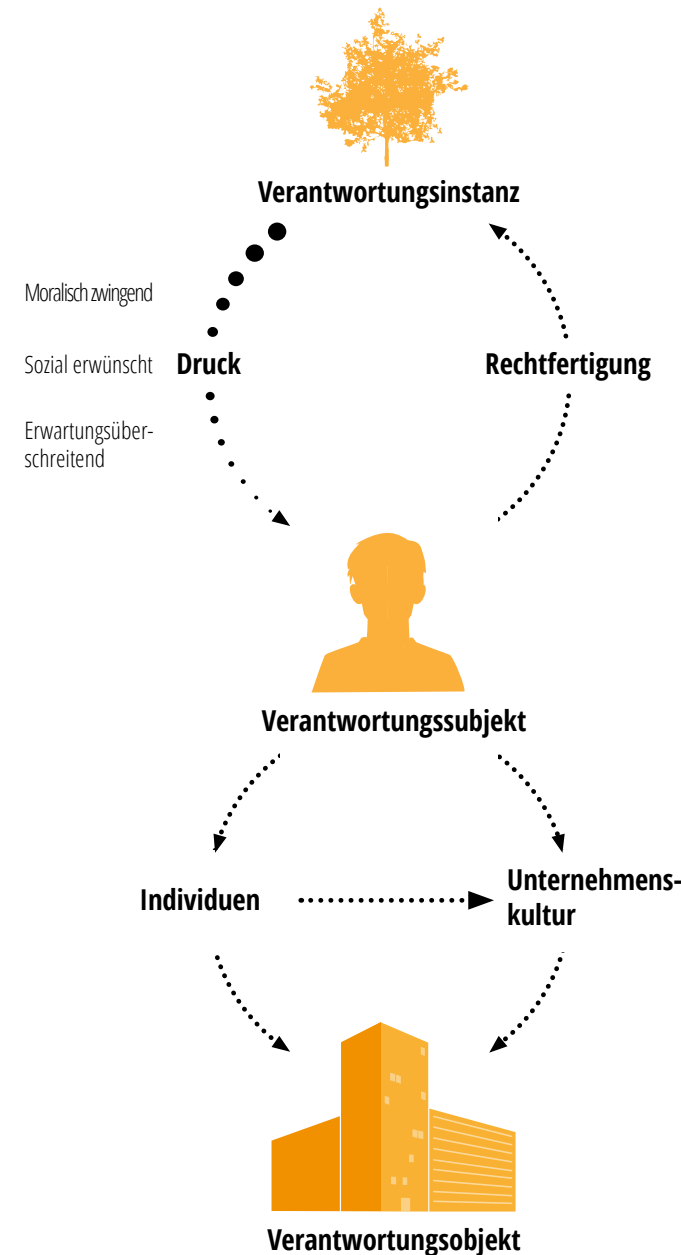 Verantwortungsinstanz
Moralisch zwingend
Sozial erwünscht
Druck
Rechtfertigung
Erwartungsüber-
schreitend
Verantwortungssubjekt
Individuen
Unternehmens-
kultur
Verantwortungsobjekt